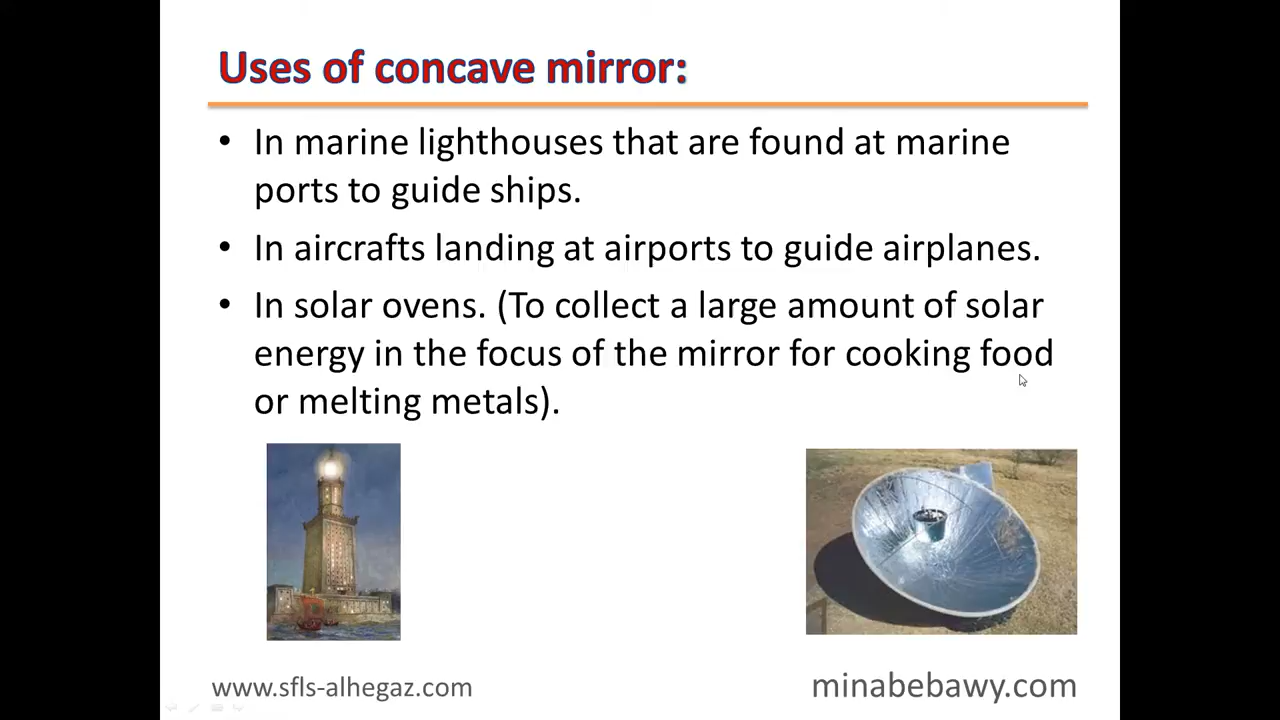 Uses of concave mirror:
• In marine lighthouses that are found at marine
ports to guide ships.
• In aircrafts landing at airports to guide airplanes.
• In solar ovens. (To collect a large amount of solar
energy in the focus of the mirror for cooking food
or melting metals).
www.sfls-alhegaz.com
minabebawy.com